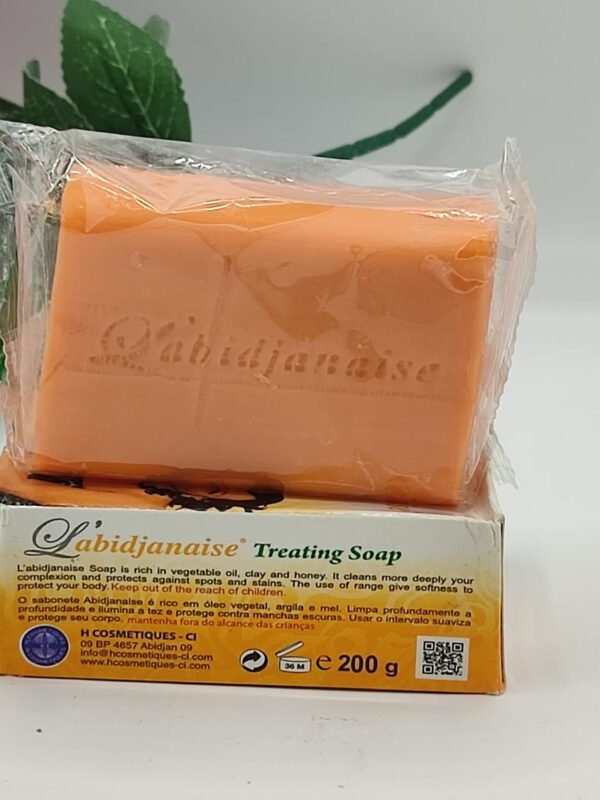 L'abidjanaise
L'abidjanaise® Treating Soap
L'abidjanaise Soap is rich in vegetable oil, clay and honey. It cleans more deeply your
complexion and protects against spots and stains. The use of range give softness to
protect your body. Keep out of the reach of children.
O sabonete Abidjanaise é rico em óleo vegetal, argila e mel. Limpa profundamente a
profundidade e ilumina a tez e protege contra manchas escuras. Usar o intervalo suaviza
e protege seu corpo, mantenha fora do alcance das crianças
H COSMETIQUES - CI
09 BP 4657 Abidjan 09
info@hcosmetiques-ci.com
www.hcosmetiques-ci.com
36 M
e 200 g